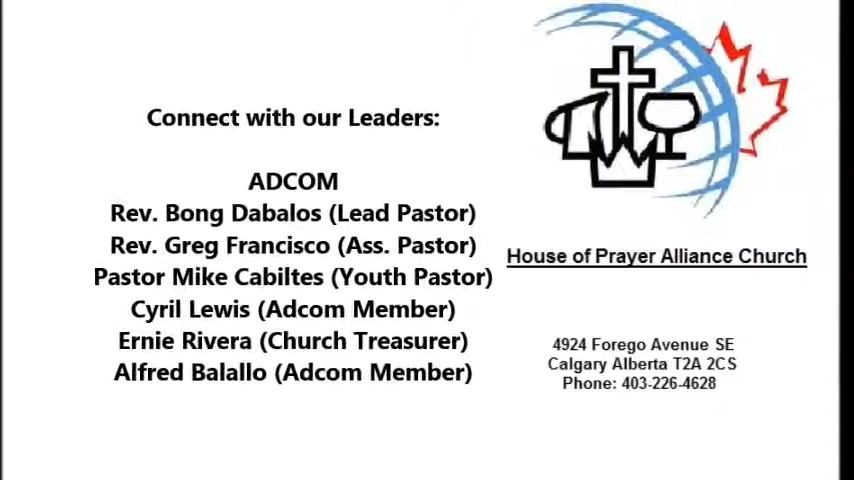 Connect with our Leaders:
ADCOM
Rev. Bong Dabalos (Lead Pastor)
Rev. Greg Francisco (Ass. Pastor)
Pastor Mike Cabiltes (Youth Pastor)
Cyril Lewis (Adcom Member)
Ernie Rivera (Church Treasurer)
Alfred Balallo (Adcom Member)
House of Prayer Alliance Church
4924 Forego Avenue SE
Calgary Alberta T2A 2C5
Phone: 403-226-4628